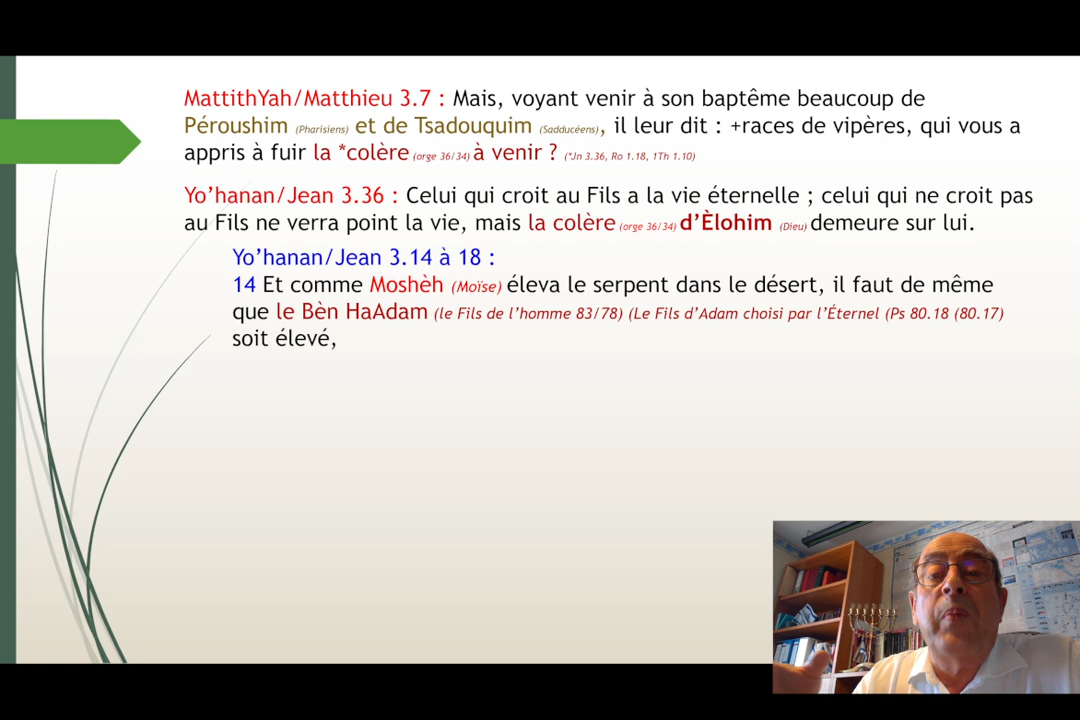 MattithYah/Matthieu 3.7 : Mais, voyant venir à son baptême beaucoup de
Péroushim (Pharisiens) et de Tsadouquim (Sadducéens), il leur dit : +races de vipères, qui vous a
appris à fuir la *colère (orge 36/34) à venir ? (*Jn 3.36, Ro 1.18, 1Th 1.10)
Yo’hanan/Jean 3.36 : Celui qui croit au Fils a la vie éternelle ; celui qui ne croit pas
au Fils ne verra point la vie, mais la colère (orge 36/34) d’Èlohim (Dieu) demeure sur lui.
Yo’hanan/Jean 3.14 à 18 :
14 Et comme Moshèh (Moïse) éleva le serpent dans le désert, il faut de même
que le Bèn HaAdam (le Fils de l’homme 83/78) (Le Fils d’Adam choisi par l’Éternel (Ps 80.18 (80.17)
soit élevé,